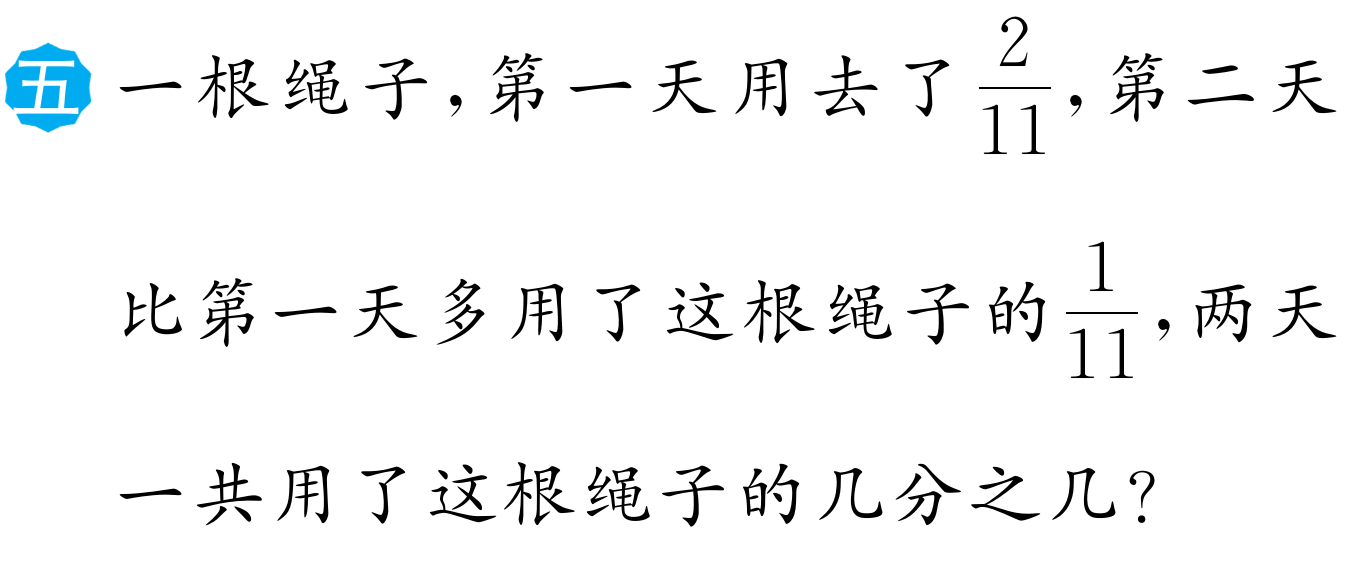 五 一根绳子,第一天用去了2/11,第二天
比第一天多用了这根绳子的1/11,两天
一共用了这根绳子的几分之几?